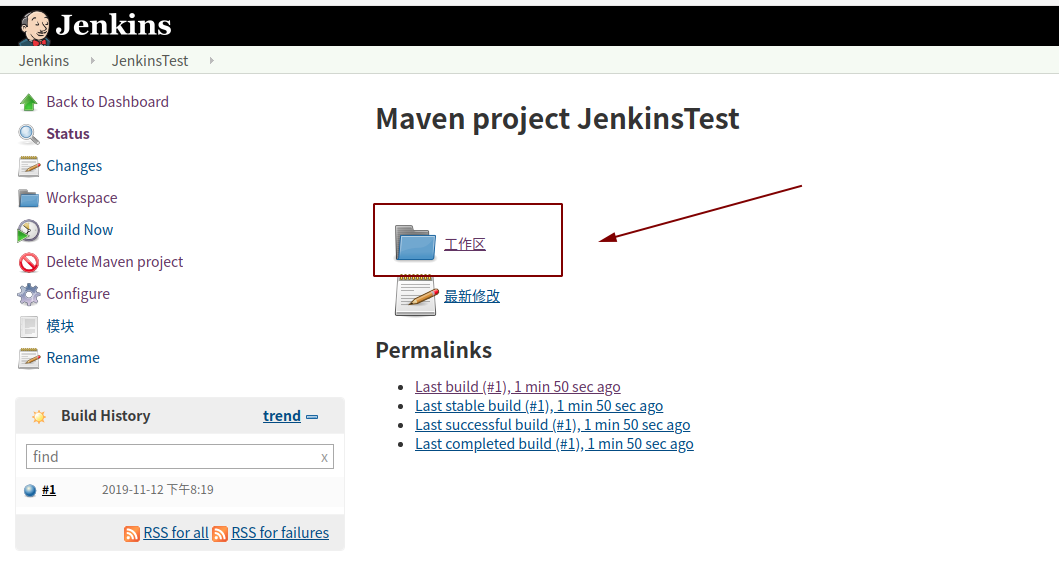 Jenkins
Jenkins JenkinsTest
Back to Dashboard
Status
Changes
Workspace
Build Now
Delete Maven project
Configure
模块
Rename
Build History trend
find x
#1 2019-11-12 下午8:19
RSS for all RSS for failures
Maven project JenkinsTest
工作区
最新修改
Permalinks
Last build (#1), 1 min 50 sec ago
Last stable build (#1), 1 min 50 sec ago
Last successful build (#1), 1 min 50 sec ago
Last completed build (#1), 1 min 50 sec ago